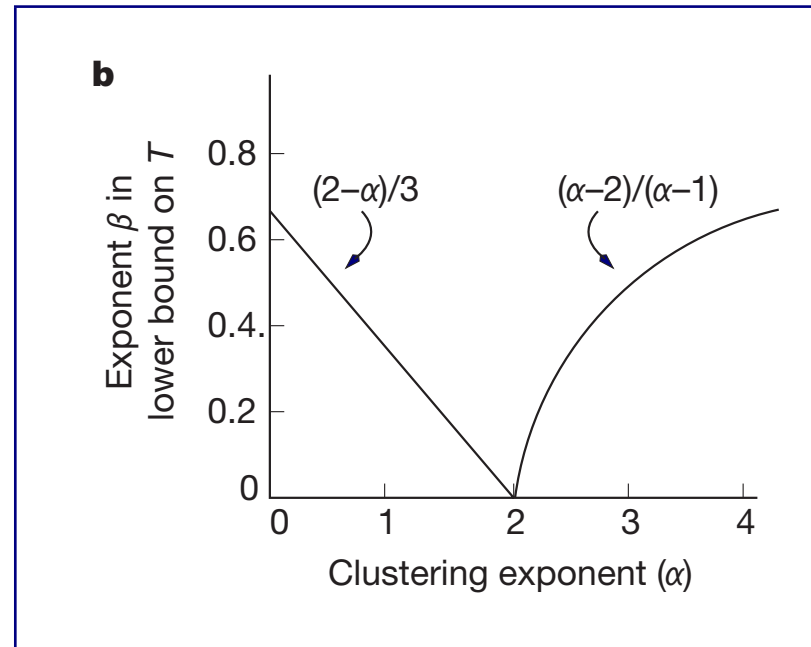 b
Exponent β in
lower bound on T
0.8
0.6
0.4.
0.2
0
(2–α)/3
(α–2)/(α–1)
0 1 2 3 4
Clustering exponent (α)